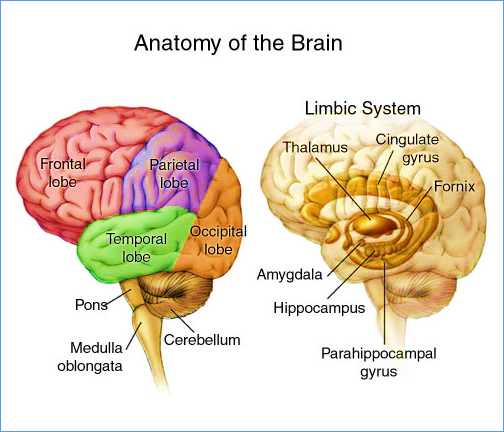 Anatomy of the Brain
Frontal
lobe
Parietal
lobe
Temporal
lobe
Occipital
lobe
Pons
Medulla
oblongata
Cerebellum
Limbic System
Thalamus
Cingulate
gyrus
Fornix
Amygdala
Hippocampus
Parahippocampal
gyrus